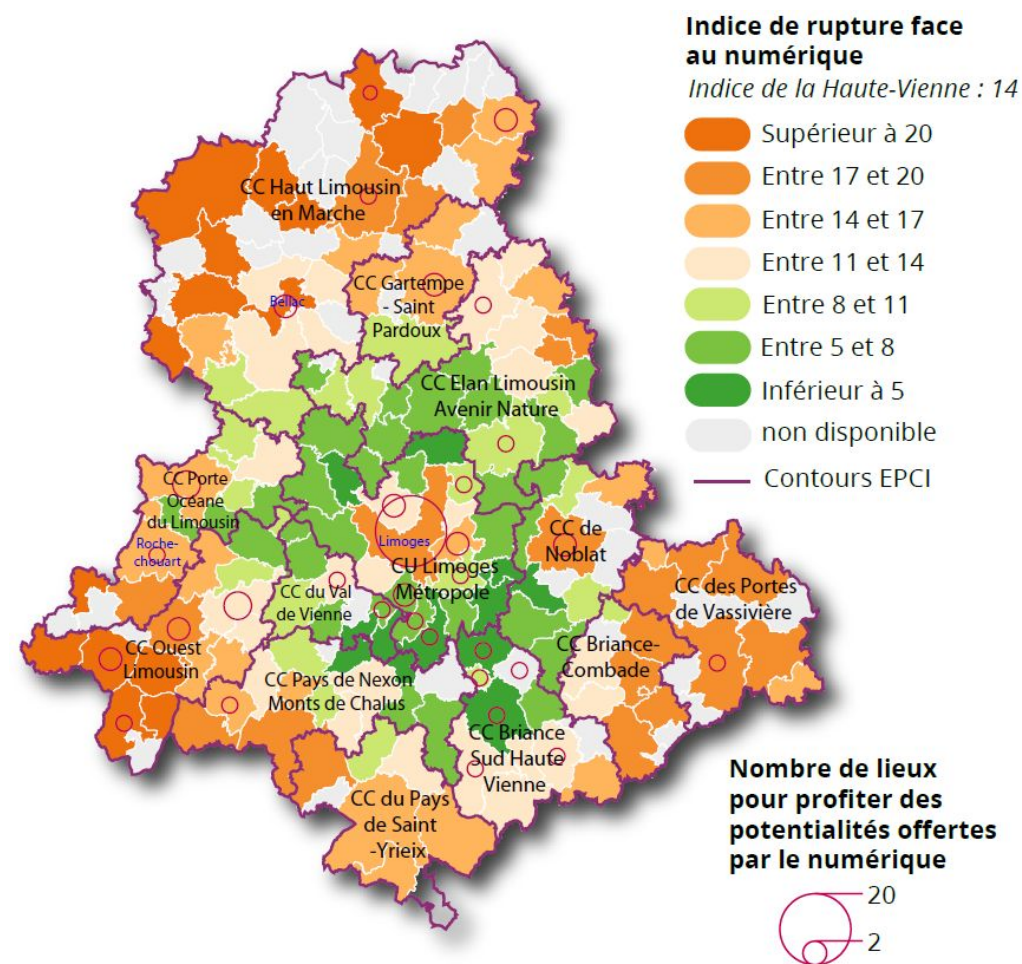 Indice de rupture face
au numérique
Indice de la Haute-Vienne : 14
Supérieur à 20
Entre 17 et 20
Entre 14 et 17
Entre 11 et 14
Entre 8 et 11
Entre 5 et 8
Inférieur à 5
non disponible
Contours EPCI
CC Haut Limousin
en Marche
Bellac
CC Gartempe
- Saint
Pardoux
CC Elan Limousin
Avenir Nature
CC Porte
Océane
du Limousin
Roche-
chouart
Limoges
CU Limoges
Métropole
CC de
Noblat
CC des Portes
de Vassivière
CC du Val
de Vienne
CC Ouest
Limousin
CC Briance-
Combade
CC Pays de Nexon
Monts de Chalus
CC Briance
Sud Haute
Vienne
CC du Pays
de Saint
-Yrieix
Nombre de lieux
pour profiter des
potentialités offertes
par le numérique
20
2